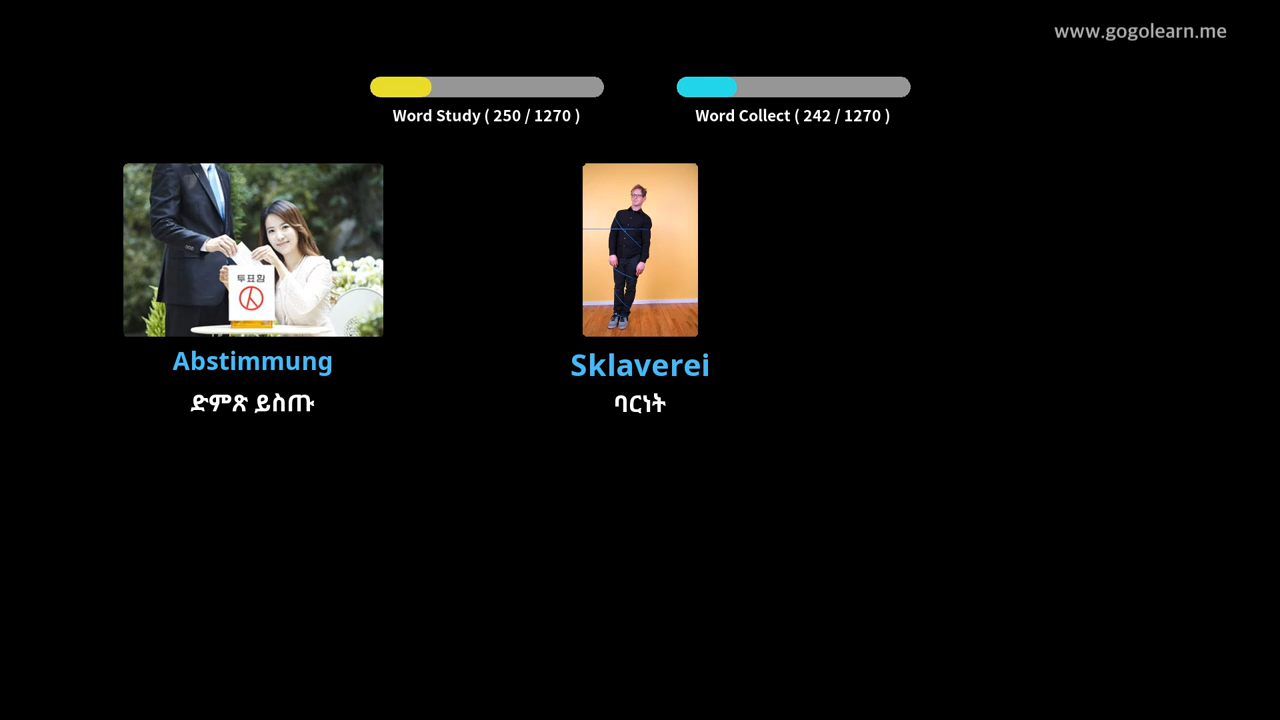 www.gogolearn.me
Word Study ( 250 / 1270 )
Word Collect ( 242 / 1270 )
투표함
Abstimmung
Sklaverei
ድምጽ ይስጡ
ባርነት